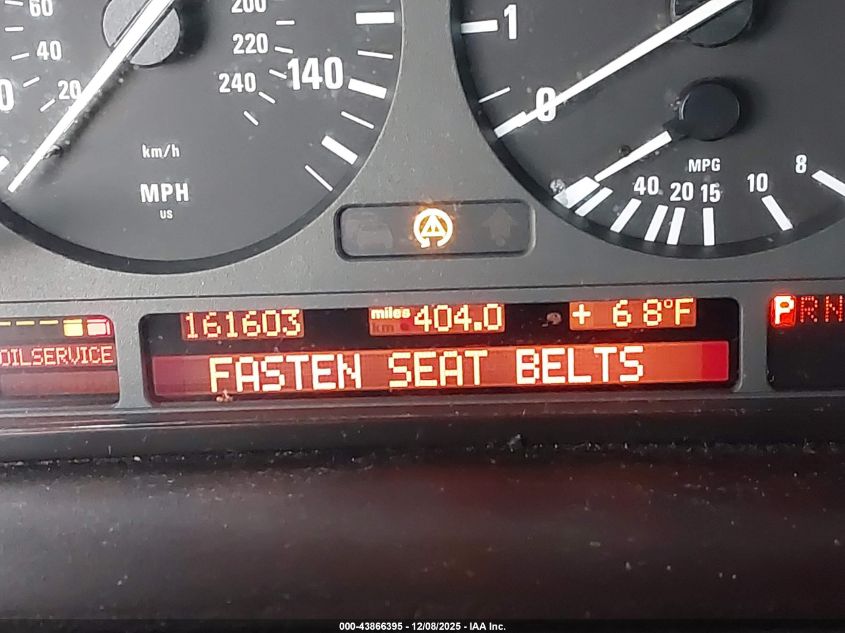 60
40
20
0
200
220
240
140
km/h
MPH
US
1
0
MPG
40 20 15 10 8
161603
miles
km
404.0
+ 68°F
PRN
OILSERVICE
FASTEN SEAT BELTS
000-43866395 - 12/08/2025 - IAA Inc.